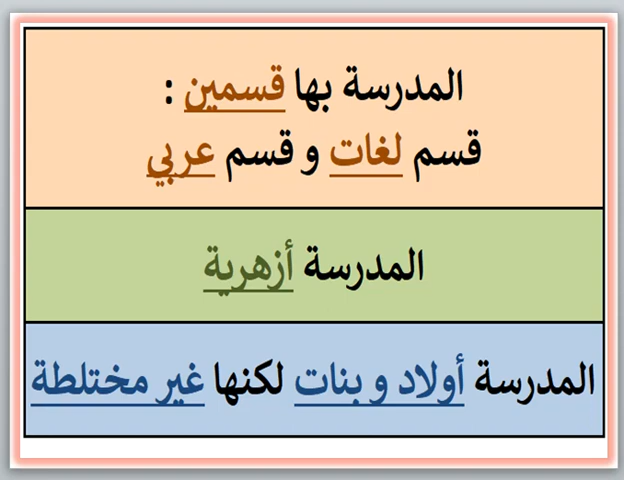 المدرسة بها قسمين :
قسم لغات و قسم عربي
المدرسة أزهرية
المدرسة أولاد و بنات لكنها غير مختلطة